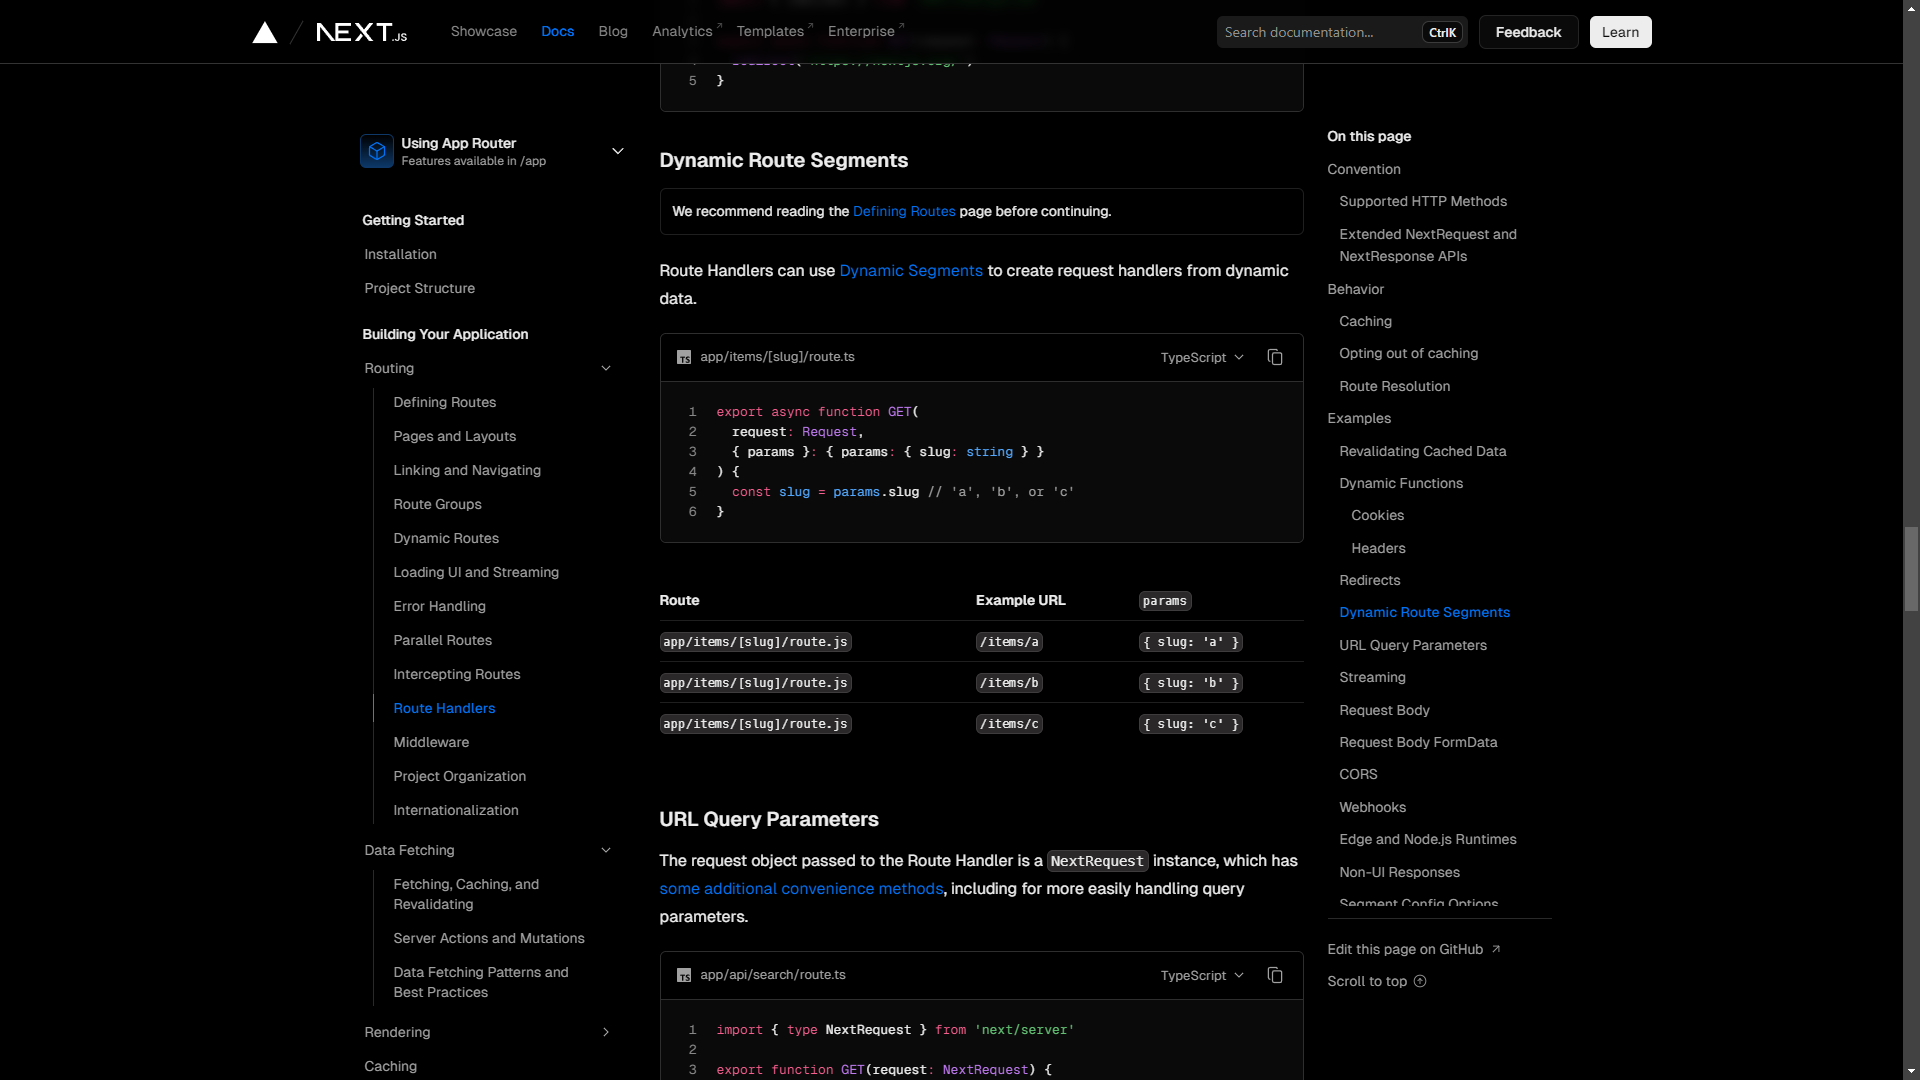 NEXT.JS
Showcase
Docs
Blog
Analytics
Templates
Enterprise
Search documentation...
CtrlK
Feedback
Learn
Using App Router
Features available in /app
Getting Started
Installation
Project Structure
Building Your Application
Routing
Defining Routes
Pages and Layouts
Linking and Navigating
Route Groups
Dynamic Routes
Loading UI and Streaming
Error Handling
Parallel Routes
Intercepting Routes
Route Handlers
Middleware
Project Organization
Internationalization
Data Fetching
Fetching, Caching, and
Revalidating
Server Actions and Mutations
Data Fetching Patterns and
Best Practices
Rendering
Caching
5 }
Dynamic Route Segments
We recommend reading the Defining Routes page before continuing.
Route Handlers can use Dynamic Segments to create request handlers from dynamic
data.
TS app/items/[slug]/route.ts TypeScript
1 export async function GET(
2 request: Request,
3 { params }: { params: { slug: string } }
4 ) {
5 const slug = params.slug // 'a', 'b', or 'c'
6 }
Route Example URL params
app/items/[slug]/route.js /items/a { slug: 'a' }
app/items/[slug]/route.js /items/b { slug: 'b' }
app/items/[slug]/route.js /items/c { slug: 'c' }
URL Query Parameters
The request object passed to the Route Handler is a NextRequest instance, which has
some additional convenience methods, including for more easily handling query
parameters.
TS app/api/search/route.ts TypeScript
1 import { type NextRequest } from 'next/server'
2
3 export function GET(request: NextRequest) {
On this page
Convention
Supported HTTP Methods
Extended NextRequest and
NextResponse APIs
Behavior
Caching
Opting out of caching
Route Resolution
Examples
Revalidating Cached Data
Dynamic Functions
Cookies
Headers
Redirects
Dynamic Route Segments
URL Query Parameters
Streaming
Request Body
Request Body FormData
CORS
Webhooks
Edge and Node.js Runtimes
Non-UI Responses
Segment Config Options
Edit this page on GitHub
Scroll to top